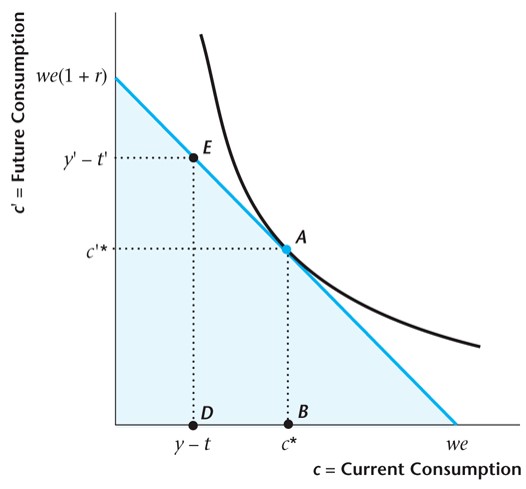 c' = Future Consumption
we(1 + r)
E
y' – t'
A
c'*
D
B
y – t
c*
we
c = Current Consumption